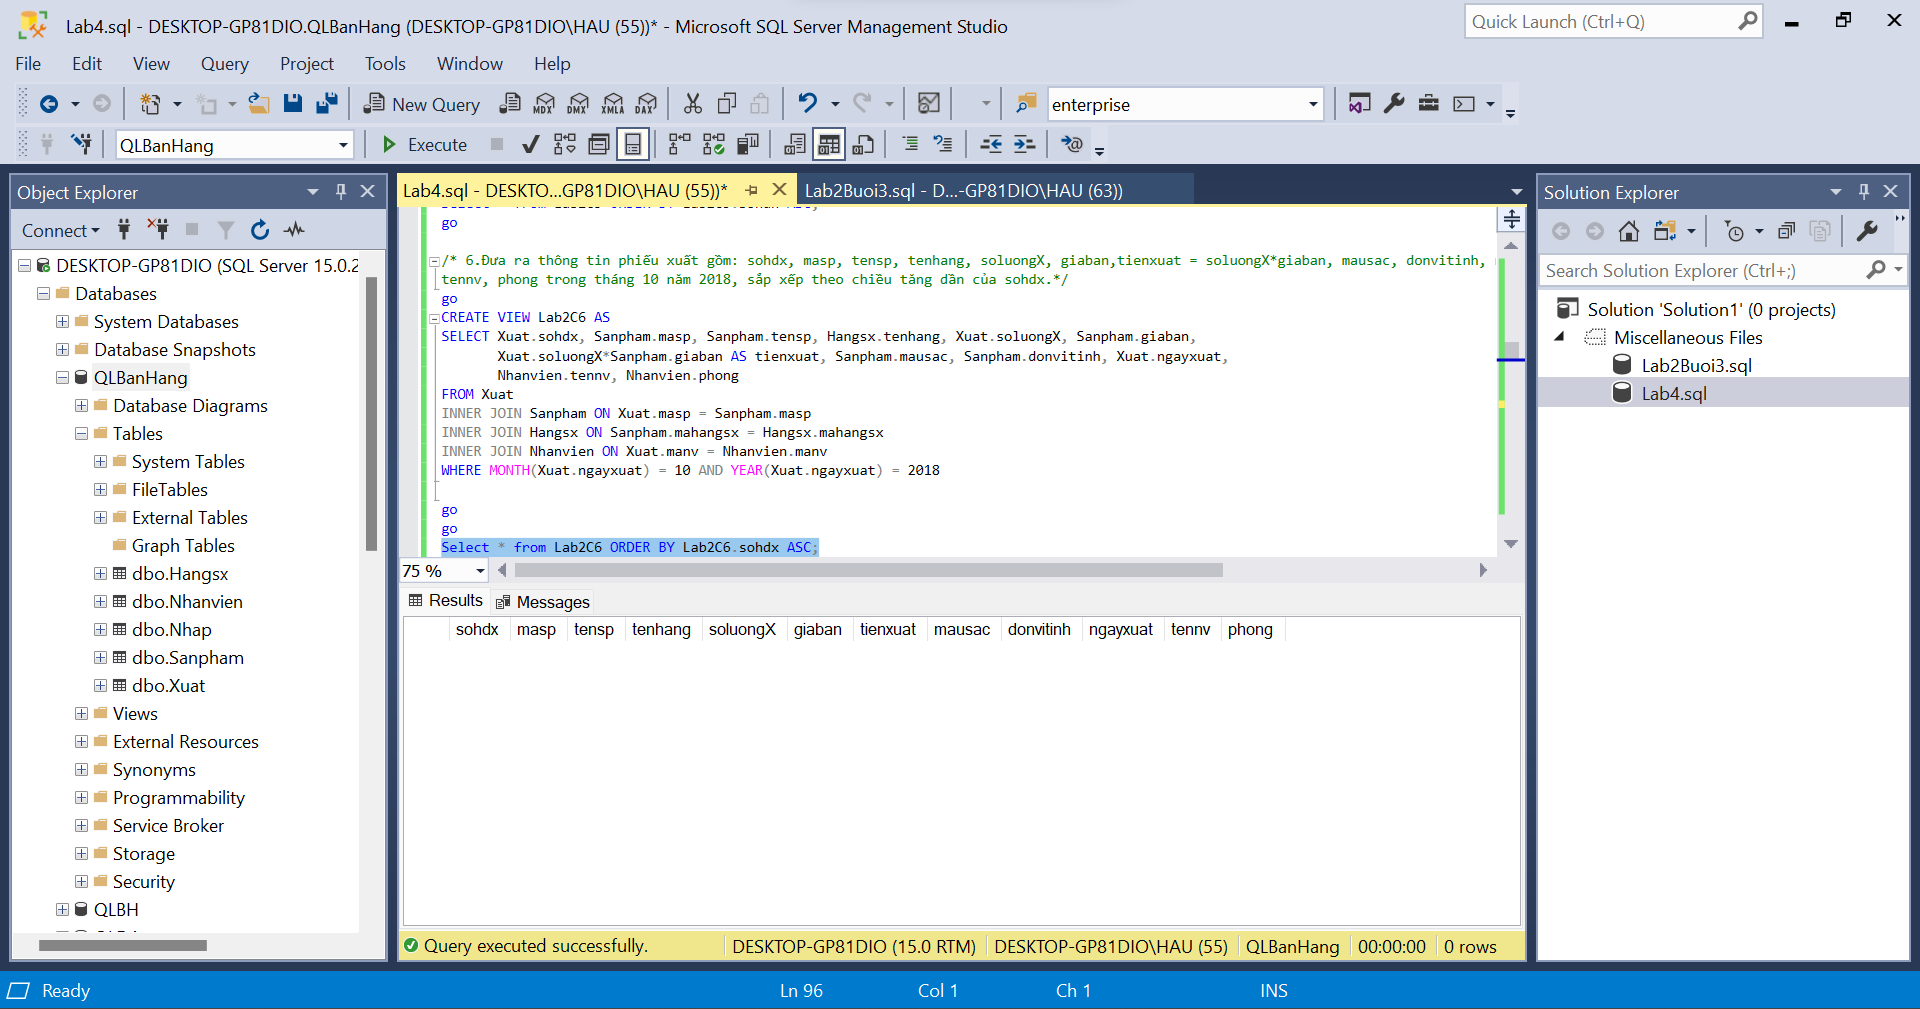 Lab4.sql - DESKTOP-GP81DIO.QLBanHang (DESKTOP-GP81DIO\HAU (55))* - Microsoft SQL Server Management Studio
Quick Launch (Ctrl+Q)
File Edit View Query Project Tools Window Help
New Query
MDX DMX XMLA DAX
enterprise
QLBanHang
Execute
Object Explorer
Connect
DESKTOP-GP81DIO (SQL Server 15.0.2
Databases
System Databases
Database Snapshots
QLBanHang
Database Diagrams
Tables
System Tables
FileTables
External Tables
Graph Tables
dbo.Hangsx
dbo.Nhanvien
dbo.Nhap
dbo.Sanpham
dbo.Xuat
Views
External Resources
Synonyms
Programmability
Service Broker
Storage
Security
QLBH
Lab4.sql - DESKTO...GP81DIO\HAU (55))*
Lab2Buoi3.sql - D...-GP81DIO\HAU (63))
go
/* 6.Đưa ra thông tin phiếu xuất gồm: sohdx, masp, tensp, tenhang, soluongX, giaban,tienxuat = soluongX*giaban, mausac, donvitinh,
tennv, phong trong tháng 10 năm 2018, sắp xếp theo chiều tăng dần của sohdx.*/
go
CREATE VIEW Lab2C6 AS
SELECT Xuat.sohdx, Sanpham.masp, Sanpham.tensp, Hangsx.tenhang, Xuat.soluongX, Sanpham.giaban,
Xuat.soluongX*Sanpham.giaban AS tienxuat, Sanpham.mausac, Sanpham.donvitinh, Xuat.ngayxuat,
Nhanvien.tennv, Nhanvien.phong
FROM Xuat
INNER JOIN Sanpham ON Xuat.masp = Sanpham.masp
INNER JOIN Hangsx ON Sanpham.mahangsx = Hangsx.mahangsx
INNER JOIN Nhanvien ON Xuat.manv = Nhanvien.manv
WHERE MONTH(Xuat.ngayxuat) = 10 AND YEAR(Xuat.ngayxuat) = 2018
go
go
Select * from Lab2C6 ORDER BY Lab2C6.sohdx ASC;
75 %
Results Messages
sohdx masp tensp tenhang soluongX giaban tienxuat mausac donvitinh ngayxuat tennv phong
Query executed successfully. DESKTOP-GP81DIO (15.0 RTM) DESKTOP-GP81DIO\HAU (55) QLBanHang 00:00:00 0 rows
Solution Explorer
Search Solution Explorer (Ctrl+;)
Solution 'Solution1' (0 projects)
Miscellaneous Files
Lab2Buoi3.sql
Lab4.sql
Ready Ln 96 Col 1 Ch 1 INS